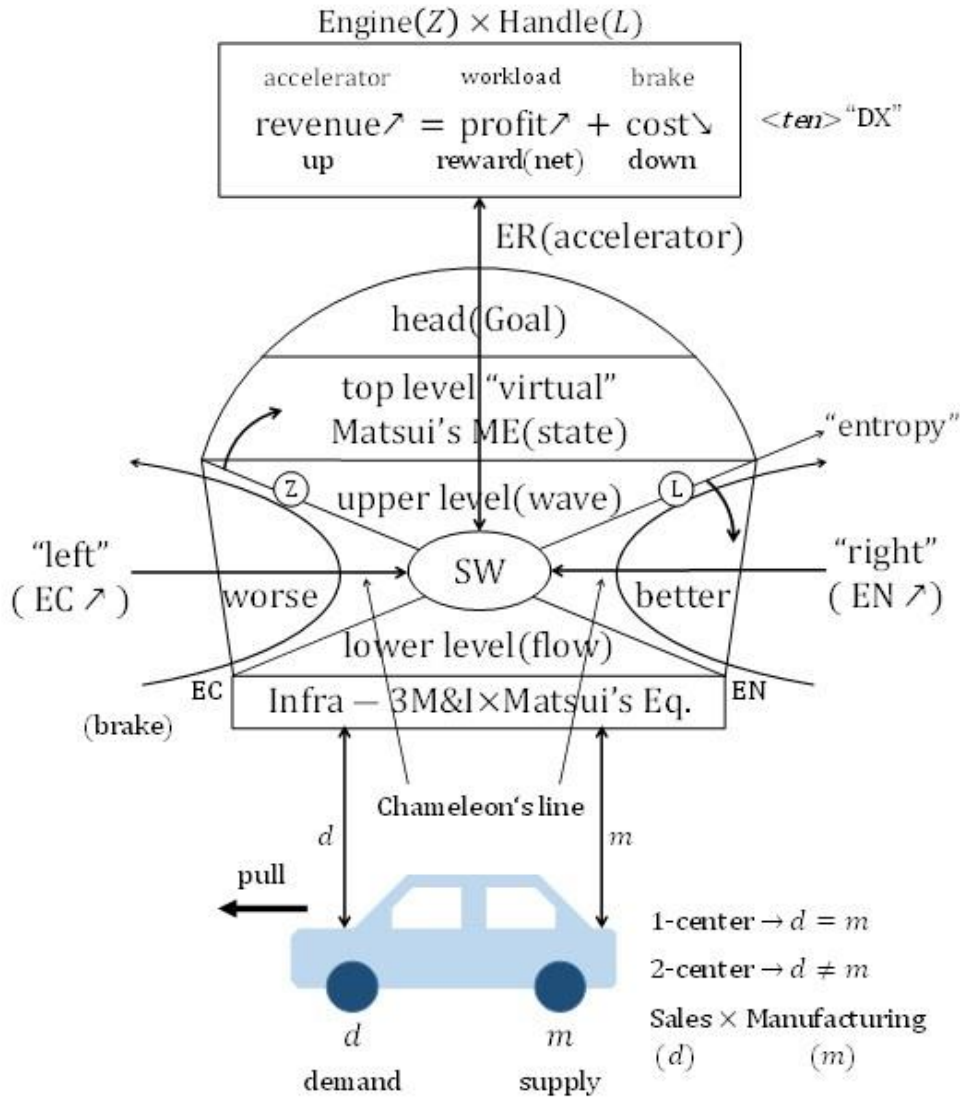 Engine(Z) × Handle(L)
accelerator workload brake
revenue↗ = profit↗ + cost↘
up reward(net) down
<ten> “DX”
ER(accelerator)
head(Goal)
top level “virtual”
Matsui’s ME(state)
“entropy”
Z upper level(wave) L
“left” SW “right”
( EC ↗ ) worse better ( EN ↗ )
lower level(flow)
EC EN
Infra — 3M&I×Matsui’s Eq.
(brake)
Chameleon‘s line
d m
pull
1-center → d = m
2-center → d ≠ m
Sales × Manufacturing
(d) (m)
d m
demand supply